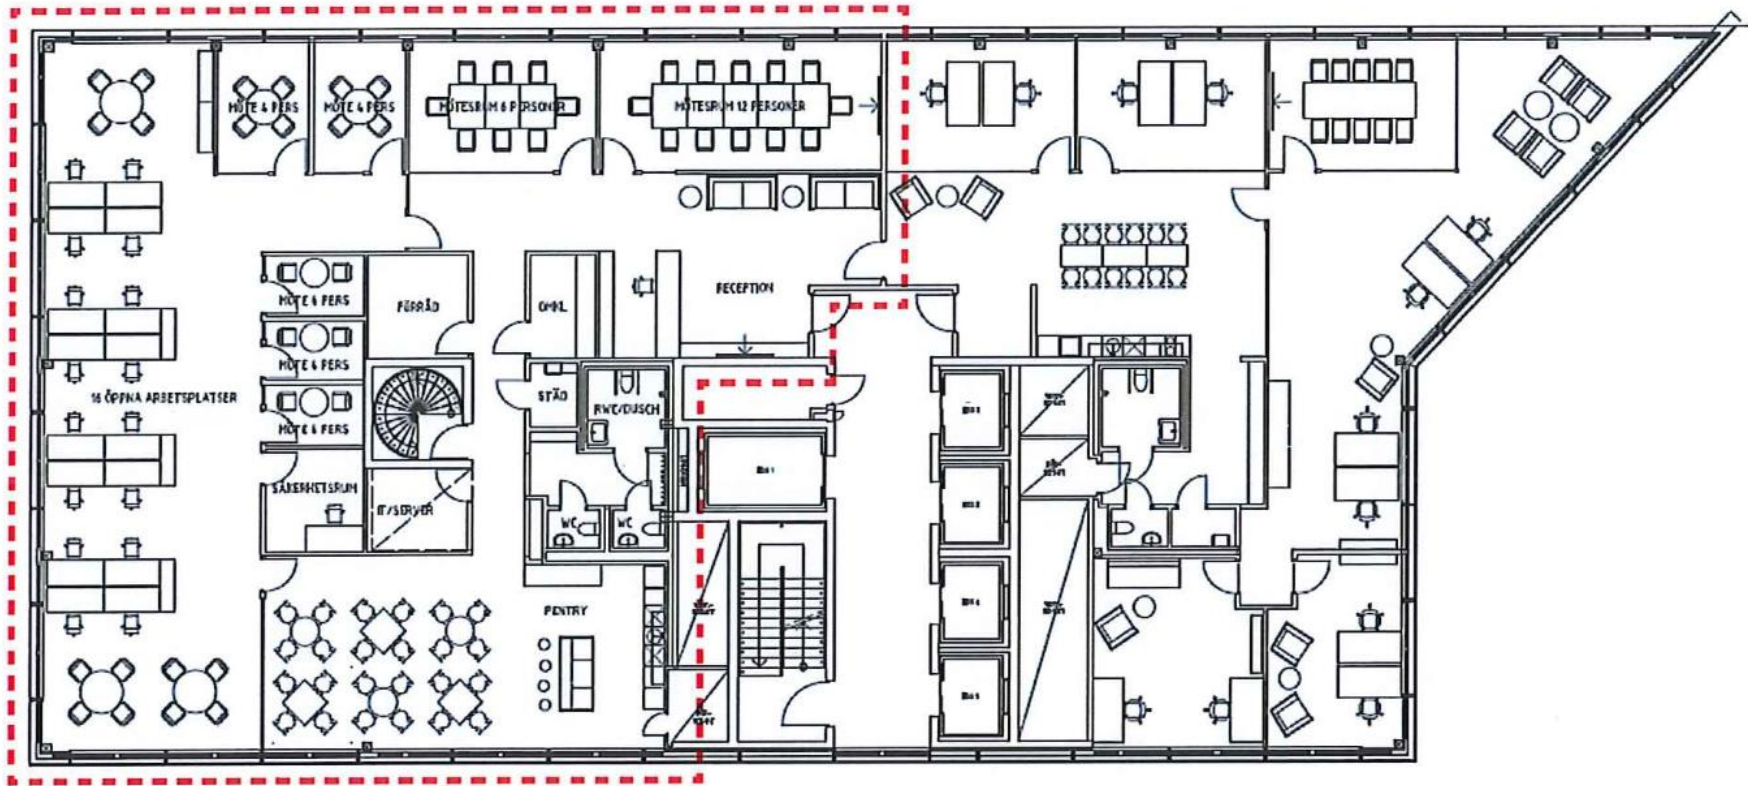 MÖTE 4 PERS
MÖTE 4 PERS
MÖTESRUM 8 PERSONER
MÖTESRUM 12 PERSONER
MÖTE 4 PERS
FÖRRÅD
OMKL.
RECEPTION
MÖTE 4 PERS
16 ÖPPNA ARBETSPLATSER
STÄD
RWC/DUSCH
MÖTE 4 PERS
SÄKERHETSRUM
IT/SERVER
WC
WC
PENTRY